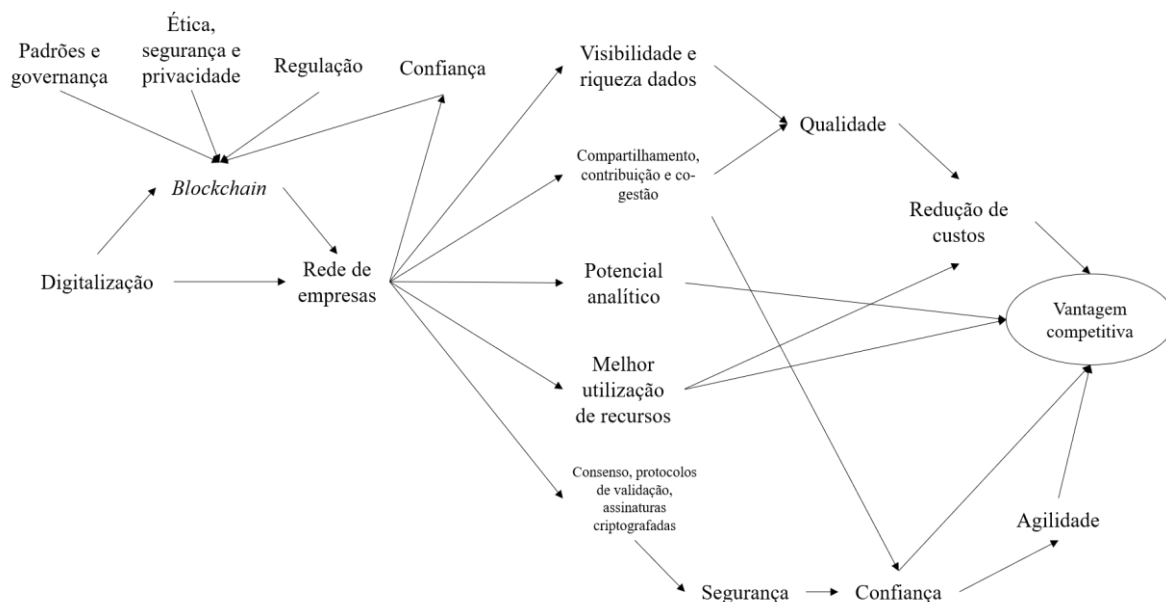 Padrões e
governança
Ética,
segurança e
privacidade
Regulação
Confiança
Blockchain
Digitalização
Rede de
empresas
Visibilidade e
riqueza dados
Compartilhamento,
contribuição e co-
gestão
Potencial
analítico
Melhor
utilização
de recursos
Consenso, protocolos
de validação,
assinaturas
criptografadas
Qualidade
Redução de
custos
Vantagem
competitiva
Agilidade
Segurança
Confiança